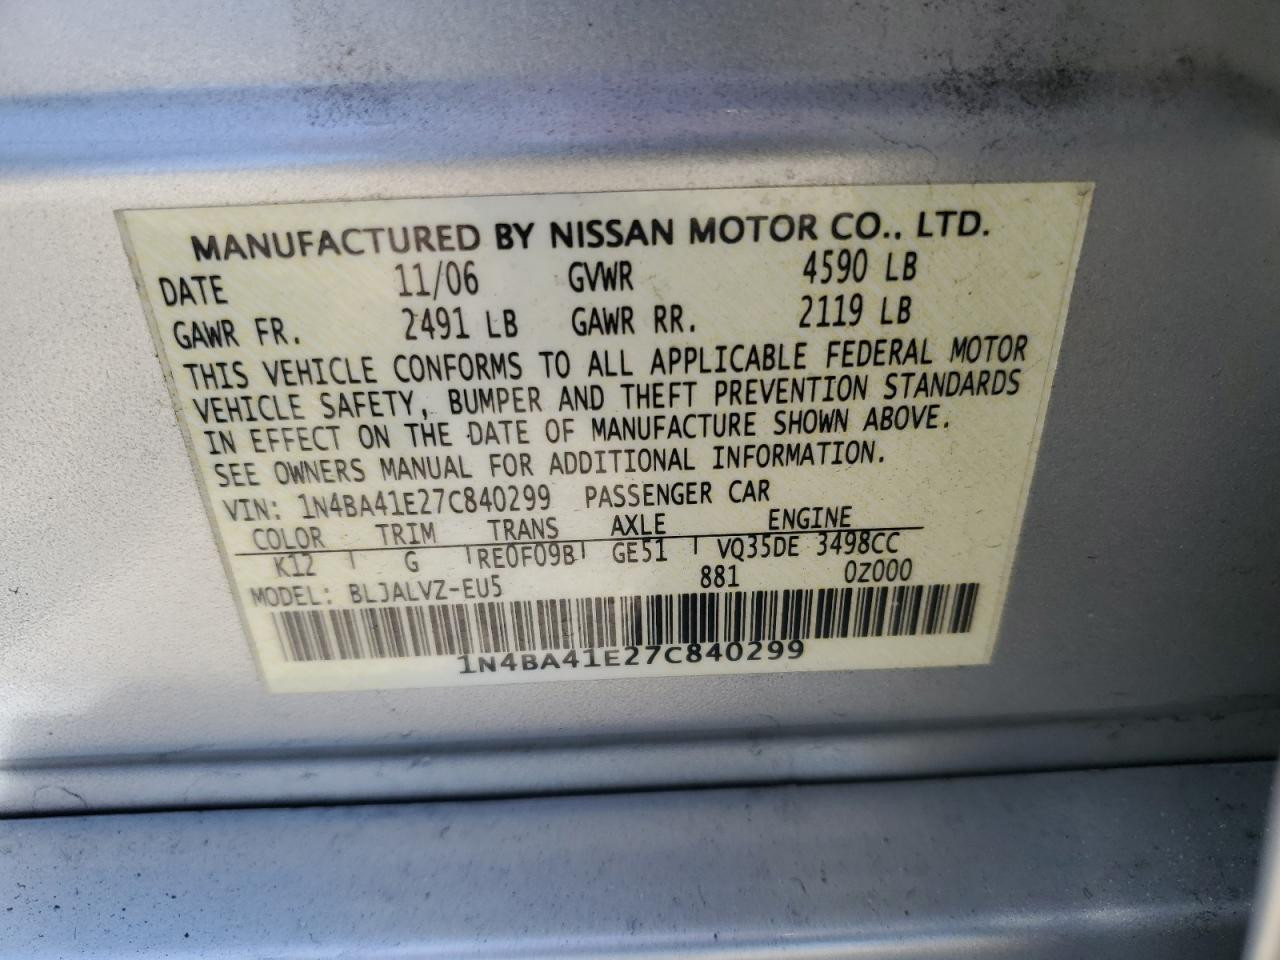 MANUFACTURED BY NISSAN MOTOR CO., LTD.
DATE 11/06 GVWR 4590 LB
GAWR FR. 2491 LB GAWR RR. 2119 LB
THIS VEHICLE CONFORMS TO ALL APPLICABLE FEDERAL MOTOR
VEHICLE SAFETY, BUMPER AND THEFT PREVENTION STANDARDS
IN EFFECT ON THE DATE OF MANUFACTURE SHOWN ABOVE.
SEE OWNERS MANUAL FOR ADDITIONAL INFORMATION.
VIN: 1N4BA41E27C840299 PASSENGER CAR
COLOR TRIM TRANS AXLE ENGINE
K12 G RE0F09B GE51 VQ35DE 3498CC
MODEL: BLJALVZ-EU5 881 0Z000
1N4BA41E27C840299